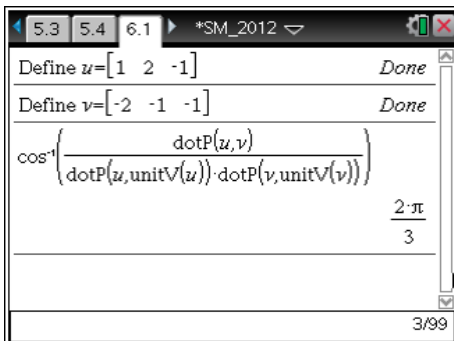 5.3 5.4 6.1 *SM_2012
Define u=[1 2 -1] Done
Define v=[-2 -1 -1] Done
cos⁻¹(dotP(u,v)/(dotP(u,unitV(u))·dotP(v,unitV(v))))
2·π/3
3/99